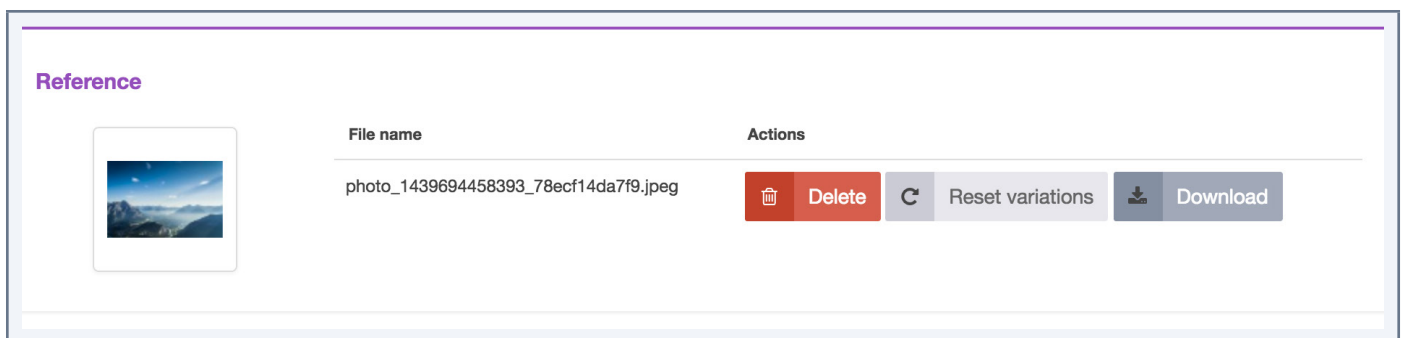 Reference
File name
Actions
photo_1439694458393_78ecf14da7f9.jpeg
Delete
Reset variations
Download